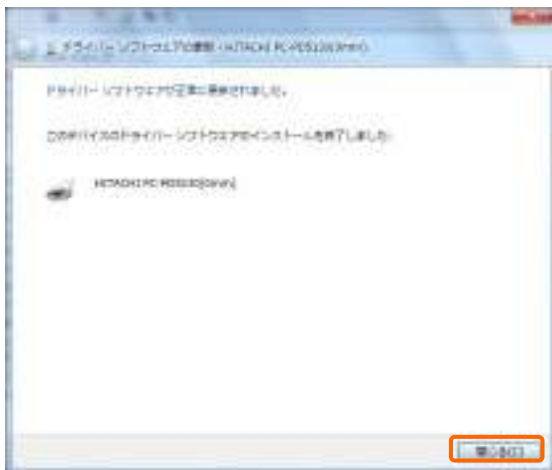 ドライバー ソフトウェアの更新 - HITACHI PC-PD5130(9mm)
ドライバー ソフトウェアが正常に更新されました。
このデバイスのドライバー ソフトウェアのインストールを終了しました:
HITACHI
閉じる(C)